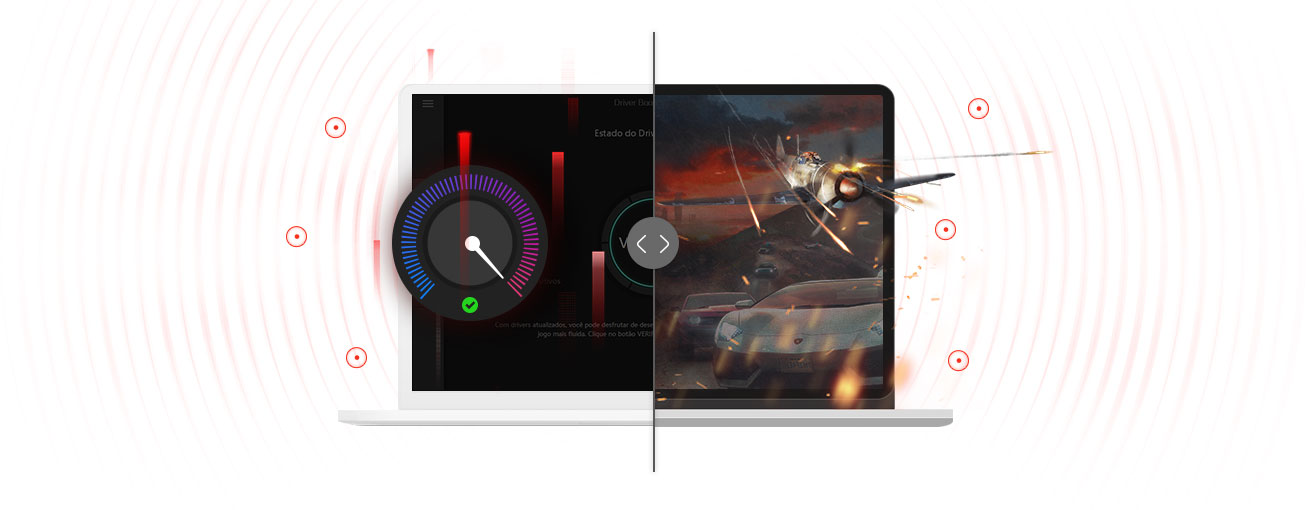 Driver Boo
Estado do Driv
V
Com drivers atualizados, você pode desfrutar de dese
jogo mais fluida. Clique no botão VERI